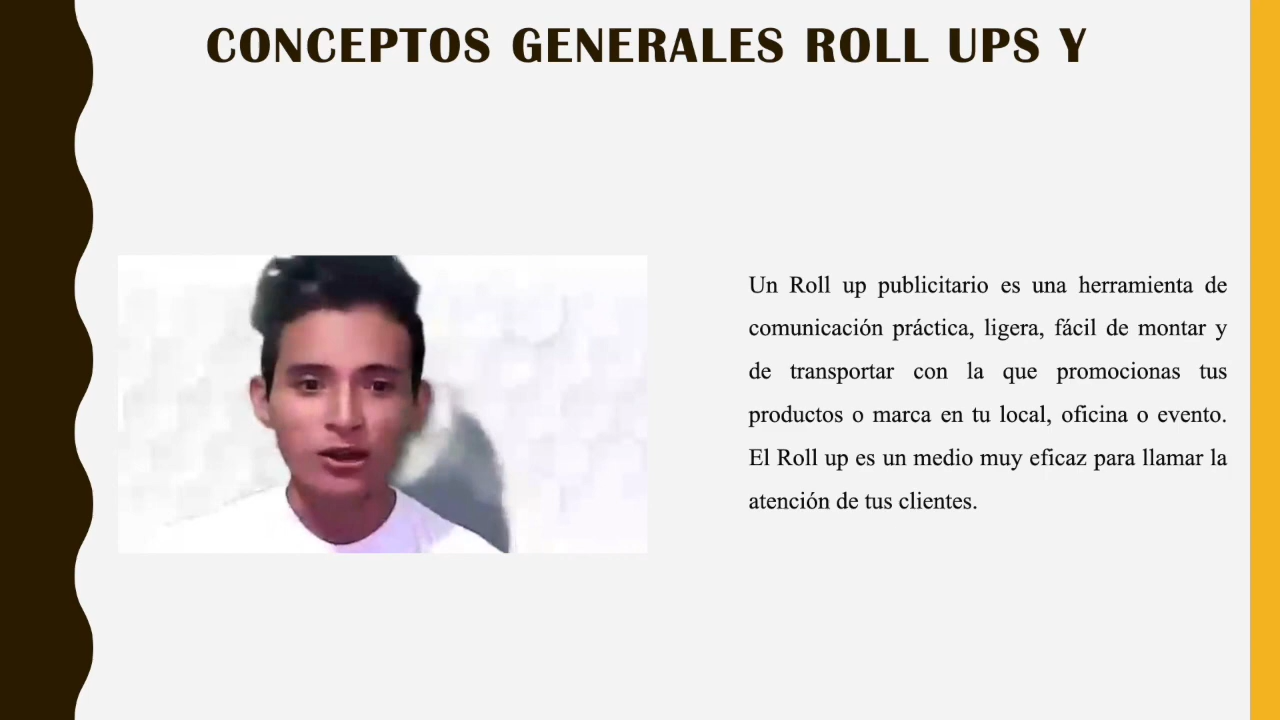 CONCEPTOS GENERALES ROLL UPS Y
Un Roll up publicitario es una herramienta de
comunicación práctica, ligera, fácil de montar y
de transportar con la que promocionas tus
productos o marca en tu local, oficina o evento.
El Roll up es un medio muy eficaz para llamar la
atención de tus clientes.